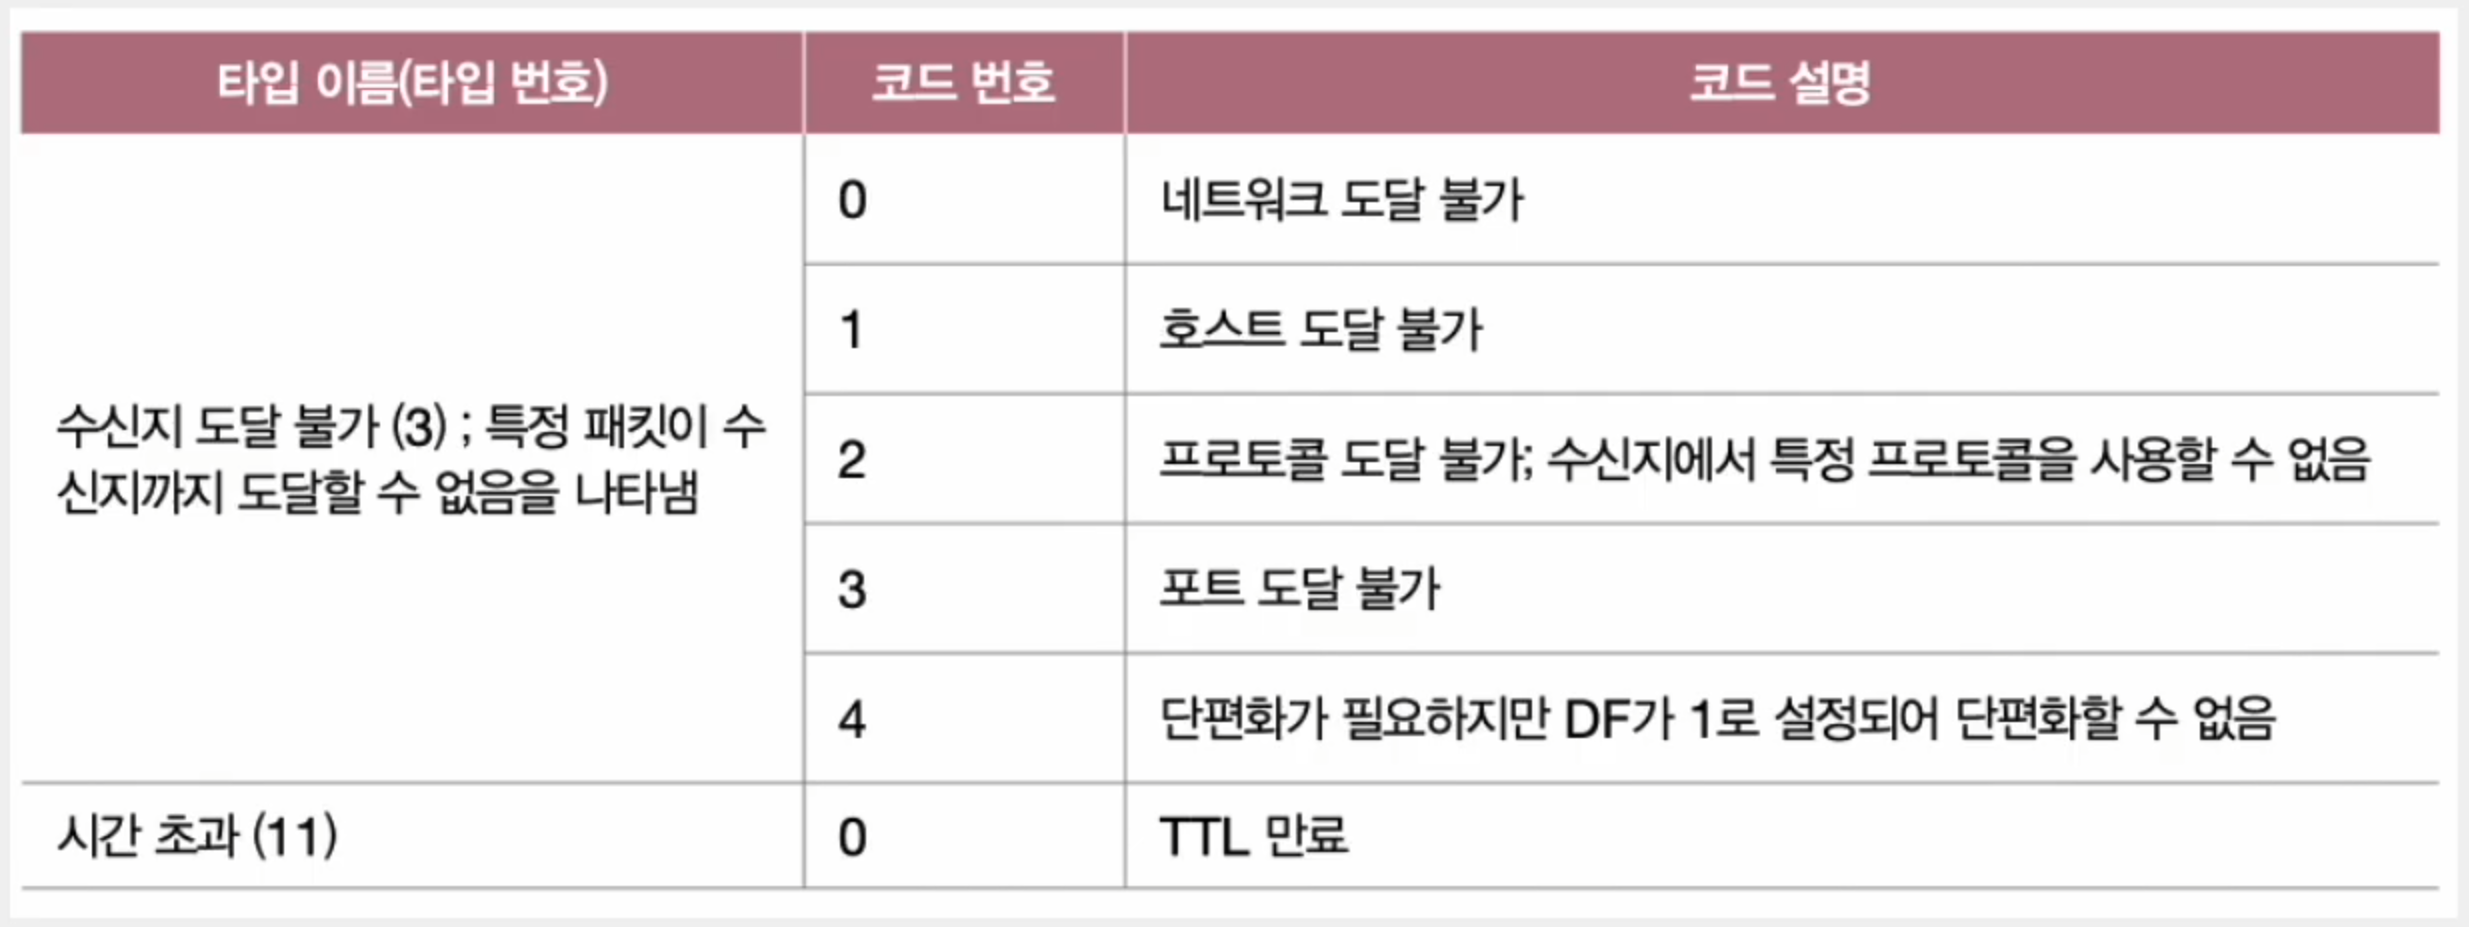 타입 이름(타입 번호)
코드 번호
코드 설명
수신지 도달 불가 (3) ; 특정 패킷이 수
신지까지 도달할 수 없음을 나타냄
0
네트워크 도달 불가
1
호스트 도달 불가
2
프로토콜 도달 불가; 수신지에서 특정 프로토콜을 사용할 수 없음
3
포트 도달 불가
4
단편화가 필요하지만 DF가 1로 설정되어 단편화할 수 없음
시간 초과 (11)
0
TTL 만료